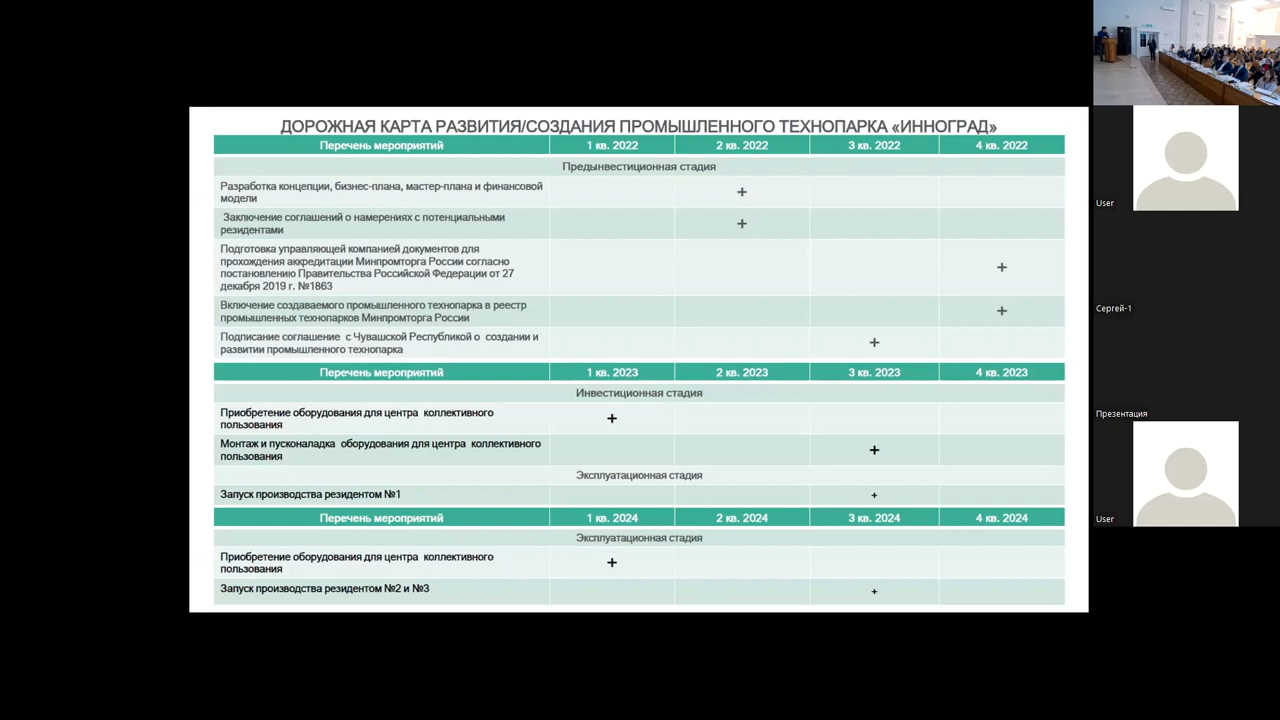 ДОРОЖНАЯ КАРТА РАЗВИТИЯ/СОЗДАНИЯ ПРОМЫШЛЕННОГО ТЕХНОПАРКА «ИННОГРАД»
Перечень мероприятий 1 кв. 2022 2 кв. 2022 3 кв. 2022 4 кв. 2022
Предынвестиционная стадия
Разработка концепции, бизнес-плана, мастер-плана и финансовой
модели
+
Заключение соглашений о намерениях с потенциальными
резидентами
+
Подготовка управляющей компанией документов для
прохождения аккредитации Минпромторга России согласно
постановлению Правительства Российской Федерации от 27
декабря 2019 г. №1863
+
Включение создаваемого промышленного технопарка в реестр
промышленных технопарков Минпромторга России
+
Подписание соглашение с Чувашской Республикой о создании и
развитии промышленного технопарка
+
Перечень мероприятий 1 кв. 2023 2 кв. 2023 3 кв. 2023 4 кв. 2023
Инвестиционная стадия
Приобретение оборудования для центра коллективного
пользования
+
Монтаж и пусконаладка оборудования для центра коллективного
пользования
+
Эксплуатационная стадия
Запуск производства резидентом №1 +
Перечень мероприятий 1 кв. 2024 2 кв. 2024 3 кв. 2024 4 кв. 2024
Эксплуатационная стадия
Приобретение оборудования для центра коллективного
пользования
+
Запуск производства резидентом №2 и №3 +
User
Сергей-1
Презентация
User